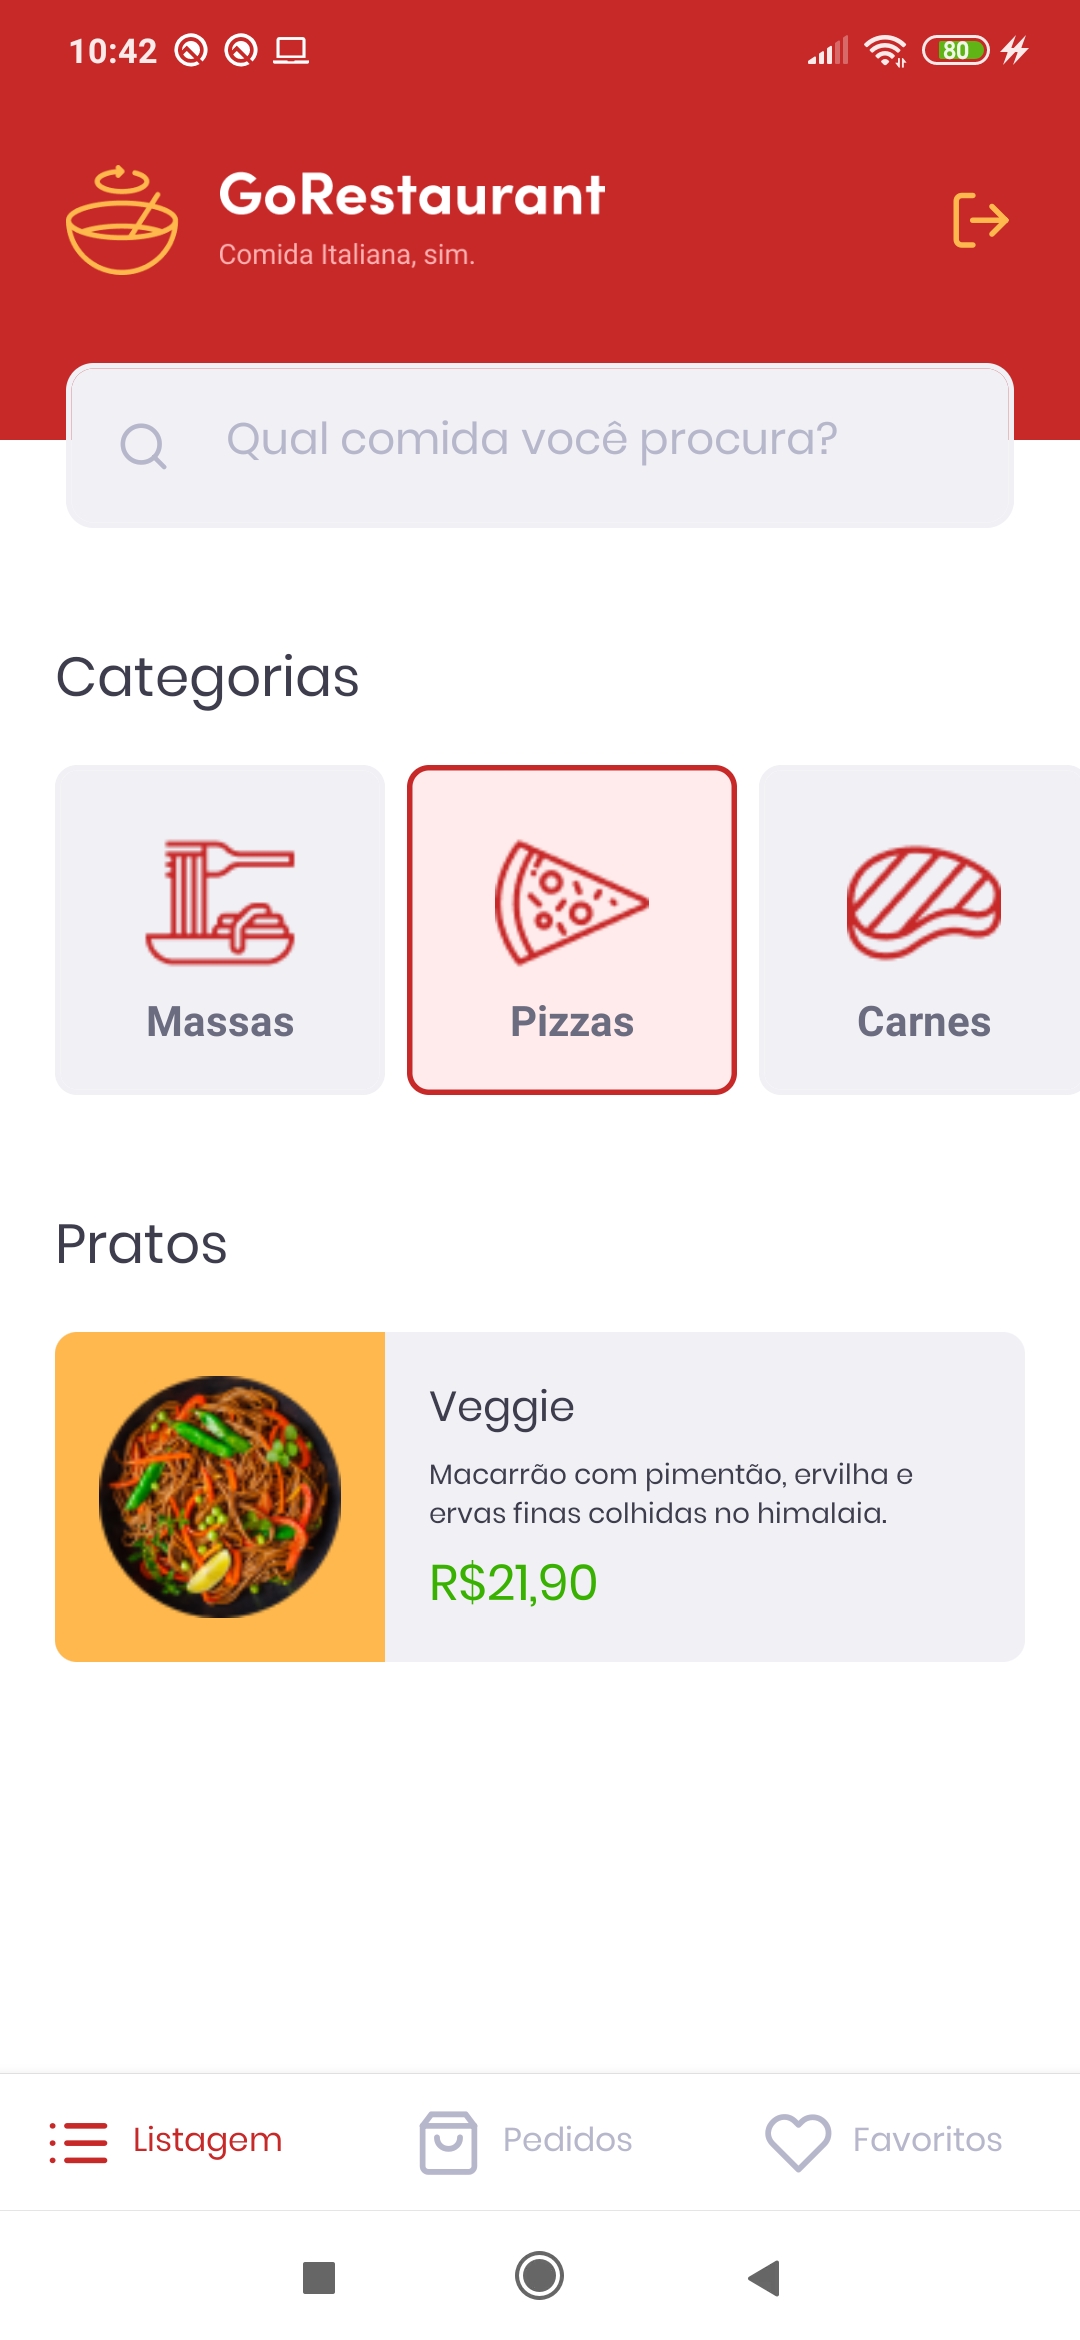 10:42
80
GoRestaurant
Comida Italiana, sim.
Qual comida você procura?
Categorias
Massas
Pizzas
Carnes
Pratos
Veggie
Macarrão com pimentão, ervilha e
ervas finas colhidas no himalaia.
R$21,90
Listagem
Pedidos
Favoritos